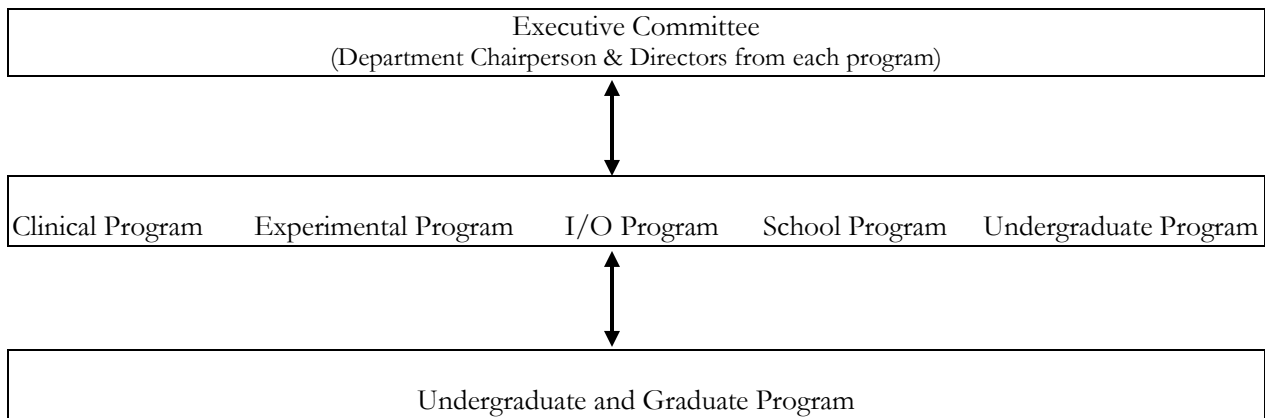 Executive Committee
(Department Chairperson & Directors from each program)
Clinical Program Experimental Program I/O Program School Program Undergraduate Program
Undergraduate and Graduate Program